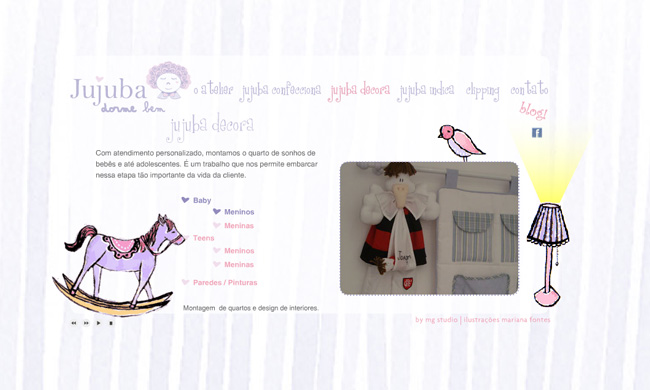 Jujuba
dorme bem
o atelier jujuba confecciona jujuba decora jujuba indica clipping contato
blog!
f
jujuba decora
Com atendimento personalizado, montamos o quarto de sonhos de
bebês e até adolescentes. É um trabalho que nos permite embarcar
nessa etapa tão importante da vida da cliente.
Baby
Meninos
Meninas
Teens
Meninos
Meninas
Paredes / Pinturas
Montagem de quartos e design de interiores.
by mg studio | ilustrações mariana fontes